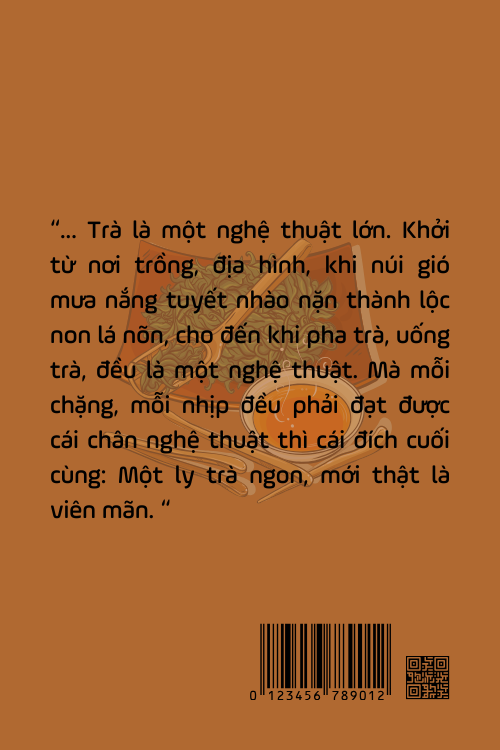 “... Trà là một nghệ thuật lớn. Khởi
từ nơi trồng, địa hình, khi núi gió
mưa nắng tuyết nhào nặn thành lộc
non lá nõn, cho đến khi pha trà, uống
trà, đều là một nghệ thuật. Mà mỗi
chặng, mỗi nhịp đều phải đạt được
cái chân nghệ thuật thì cái đích cuối
cùng: Một ly trà ngon, mới thật là
viên mãn. “
0 123456 789012